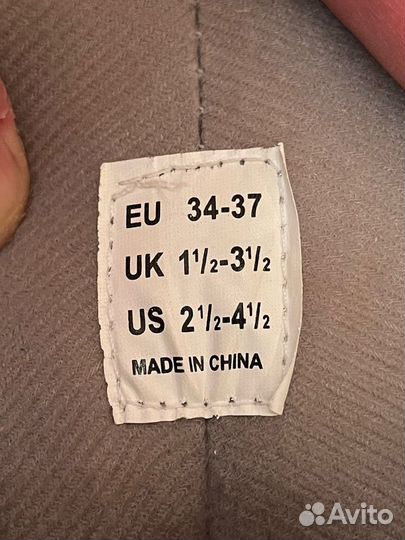 EU 34-37
UK 1½-3½
US 2½-4½
MADE IN CHINA
Avito